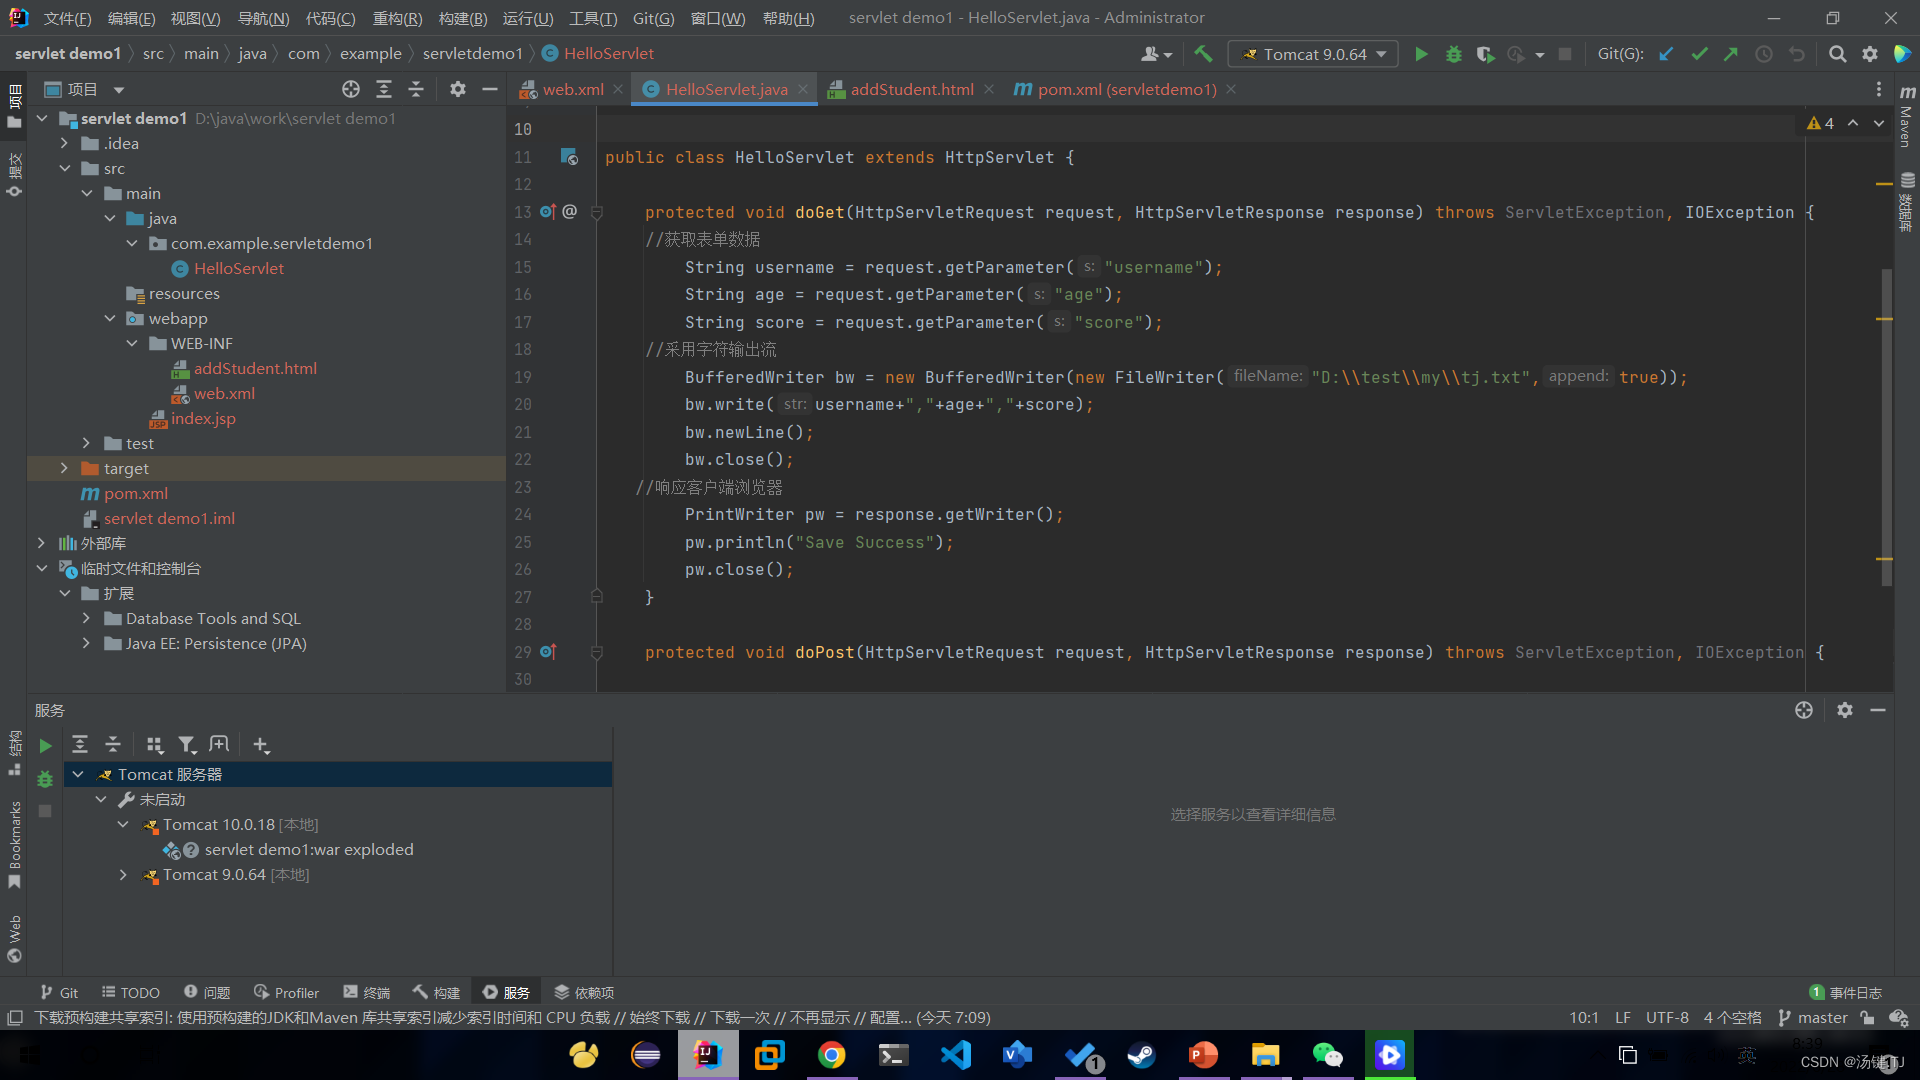 文件(F) 编辑(E) 视图(V) 导航(N) 代码(C) 重构(R) 构建(B) 运行(U) 工具(T) Git(G) 窗口(W) 帮助(H) servlet demo1 - HelloServlet.java - Administrator
servlet demo1 src main java com example servletdemo1 HelloServlet Tomcat 9.0.64 Git(G):
项目 web.xml HelloServlet.java addStudent.html pom.xml (servletdemo1)
项目
提交
结构
Bookmarks
Web
Maven
数据库
servlet demo1 D:\java\work\servlet demo1
.idea
src
main
java
com.example.servletdemo1
HelloServlet
resources
webapp
WEB-INF
addStudent.html
web.xml
index.jsp
test
target
pom.xml
servlet demo1.iml
外部库
临时文件和控制台
扩展
Database Tools and SQL
Java EE: Persistence (JPA)
4
10
11 public class HelloServlet extends HttpServlet {
12
13 @ protected void doGet(HttpServletRequest request, HttpServletResponse response) throws ServletException, IOException {
14 //获取表单数据
15 String username = request.getParameter( s: "username");
16 String age = request.getParameter( s: "age");
17 String score = request.getParameter( s: "score");
18 //采用字符输出流
19 BufferedWriter bw = new BufferedWriter(new FileWriter( fileName: "D:\\test\\my\\tj.txt", append: true));
20 bw.write( str: username+","+age+","+score);
21 bw.newLine();
22 bw.close();
23 //响应客户端浏览器
24 PrintWriter pw = response.getWriter();
25 pw.println("Save Success");
26 pw.close();
27 }
28
29 protected void doPost(HttpServletRequest request, HttpServletResponse response) throws ServletException, IOException {
30
服务
Tomcat 服务器
未启动
Tomcat 10.0.18 [本地]
servlet demo1:war exploded
Tomcat 9.0.64 [本地]
选择服务以查看详细信息
Git TODO 问题 Profiler 终端 构建 服务 依赖项 1 事件日志
下载预构建共享索引: 使用预构建的JDK和Maven 库共享索引减少索引时间和 CPU 负载 // 始终下载 // 下载一次 // 不再显示 // 配置... (今天 7:09) 10:1 LF UTF-8 4 个空格 master
1 英 8:39
CSDN @汤键.TJ